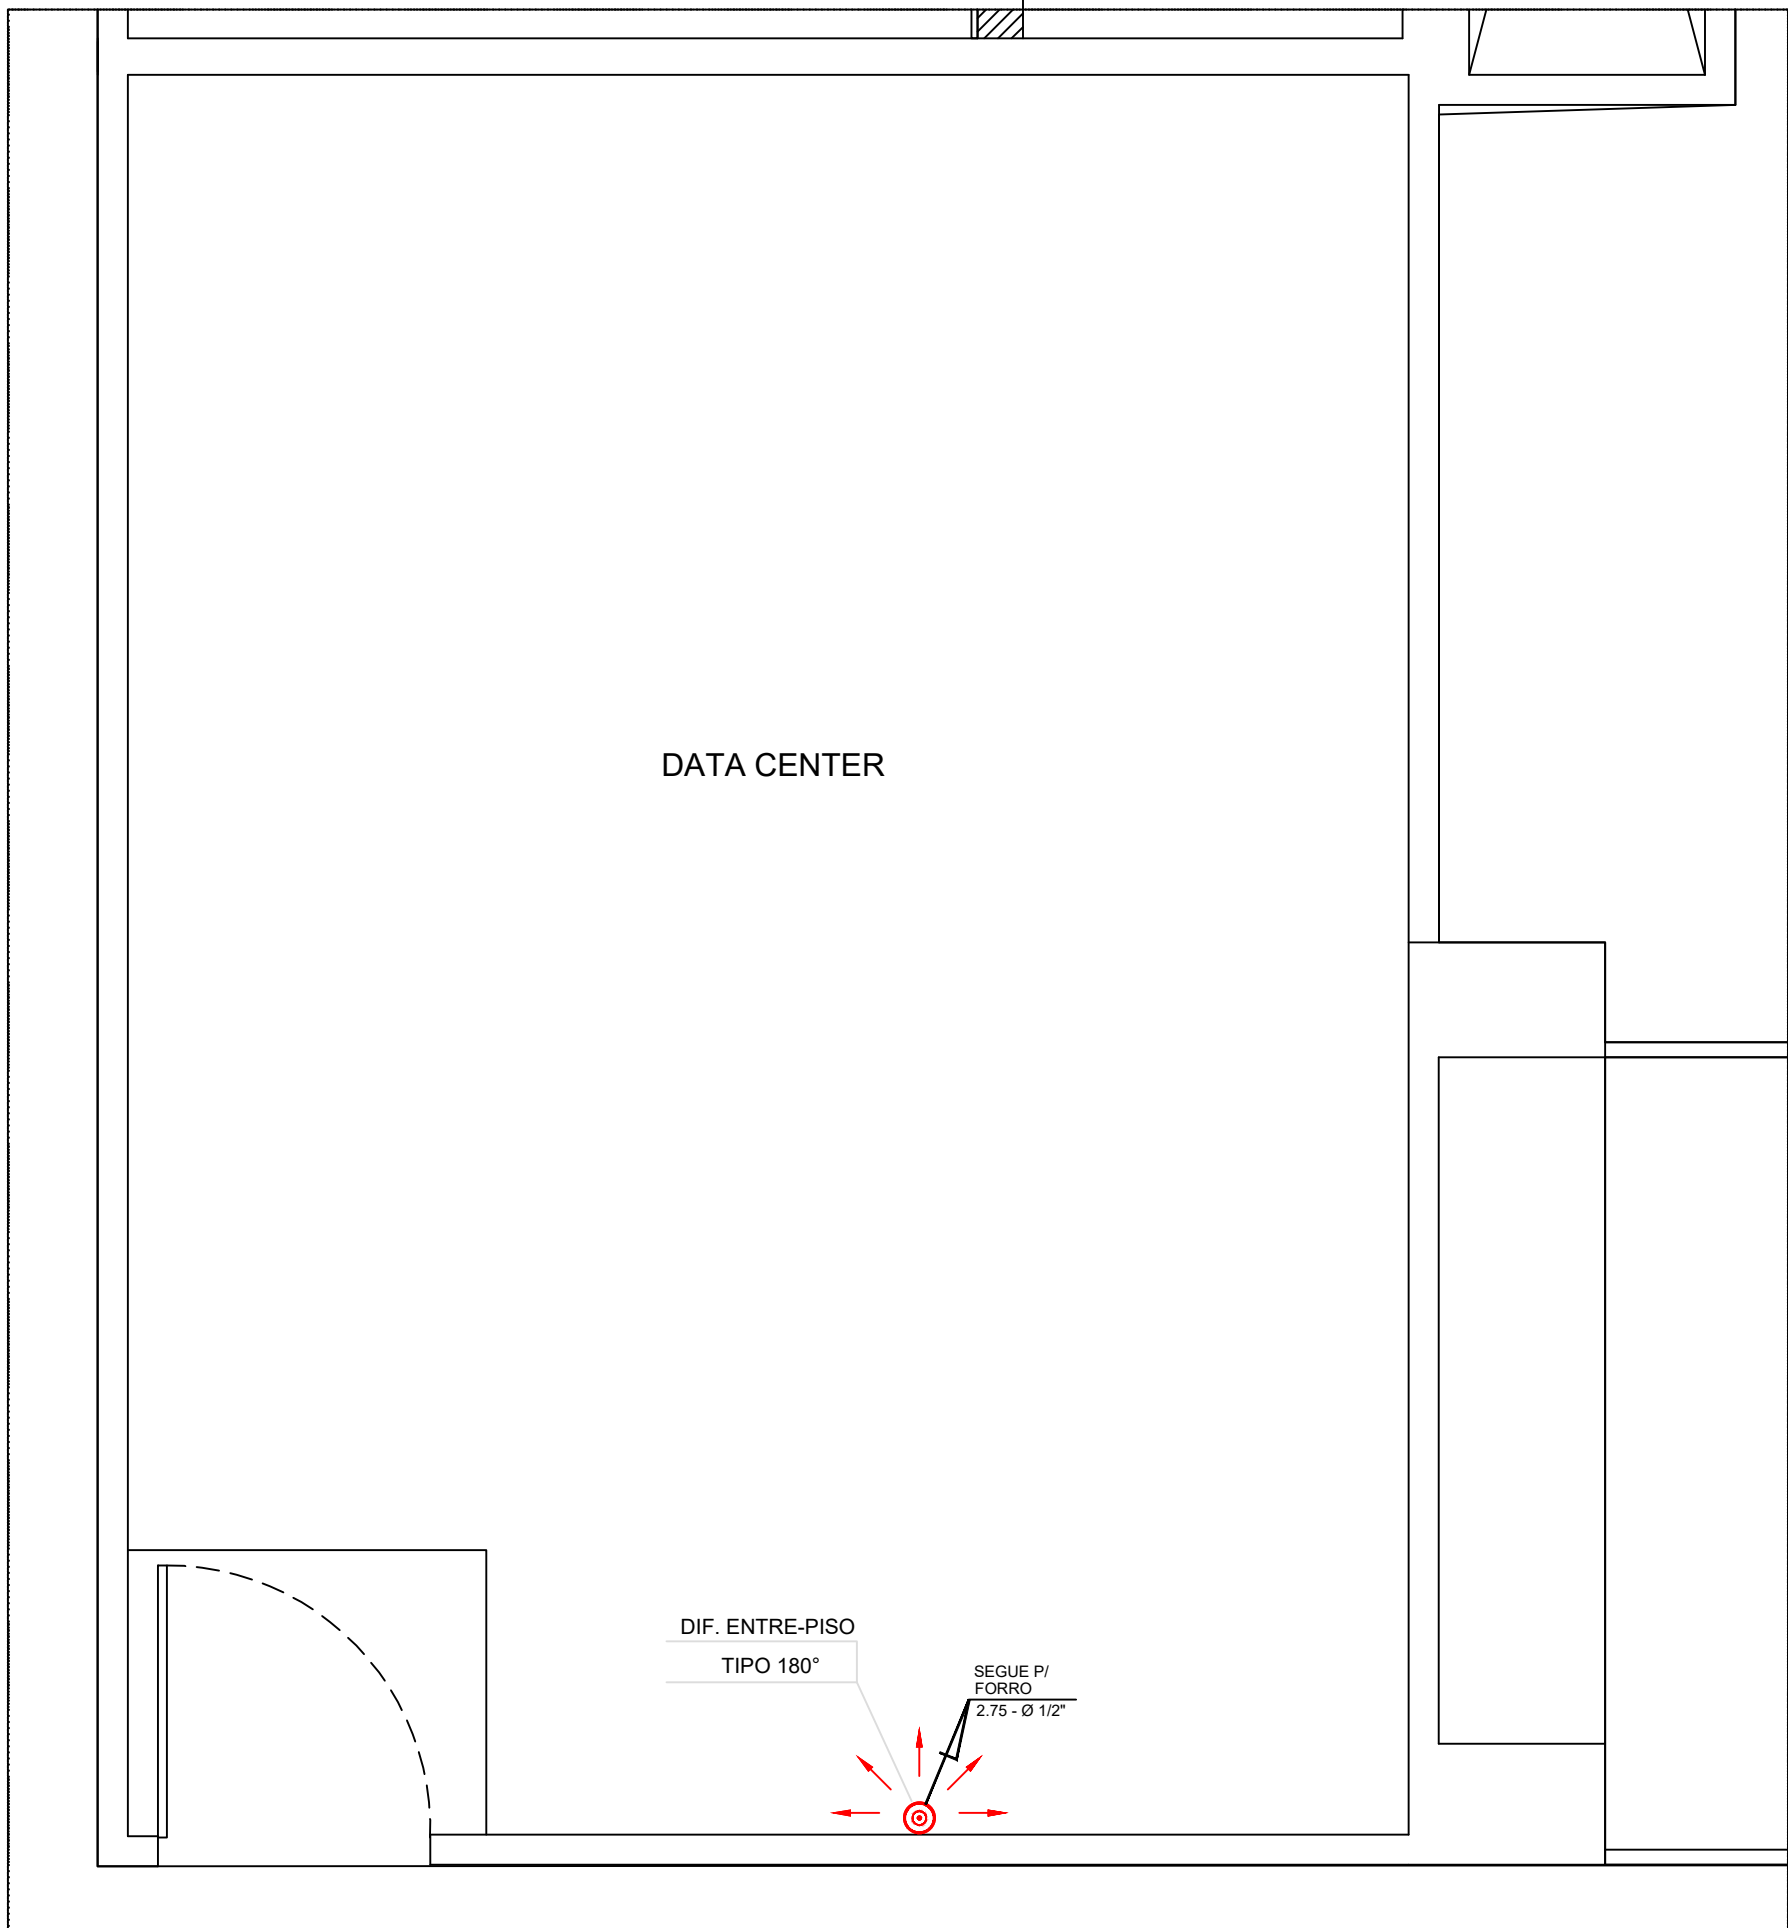 DATA CENTER
DIF. ENTRE-PISO
TIPO 180°
SEGUE P/
FORRO
2.75 - Ø 1/2"